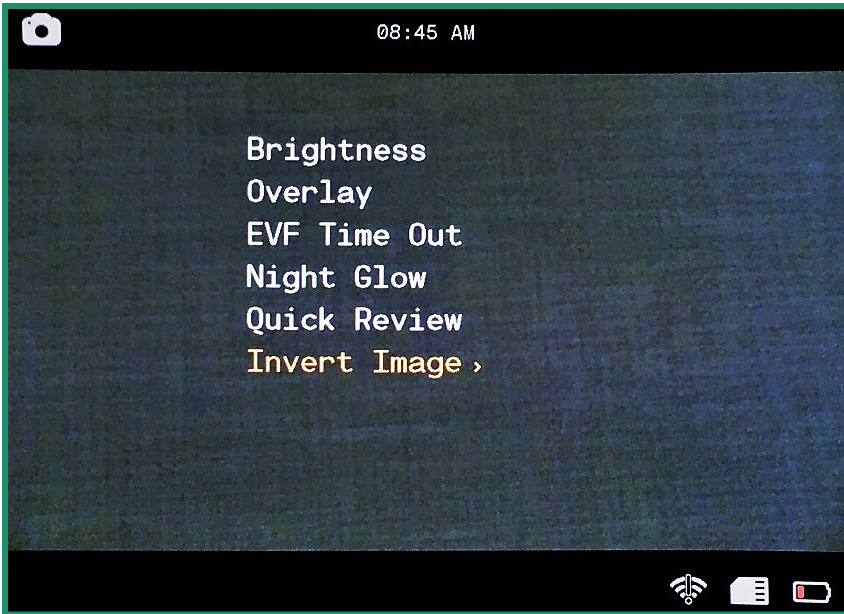 08:45 AM
Brightness
Overlay
EVF Time Out
Night Glow
Quick Review
Invert Image ›